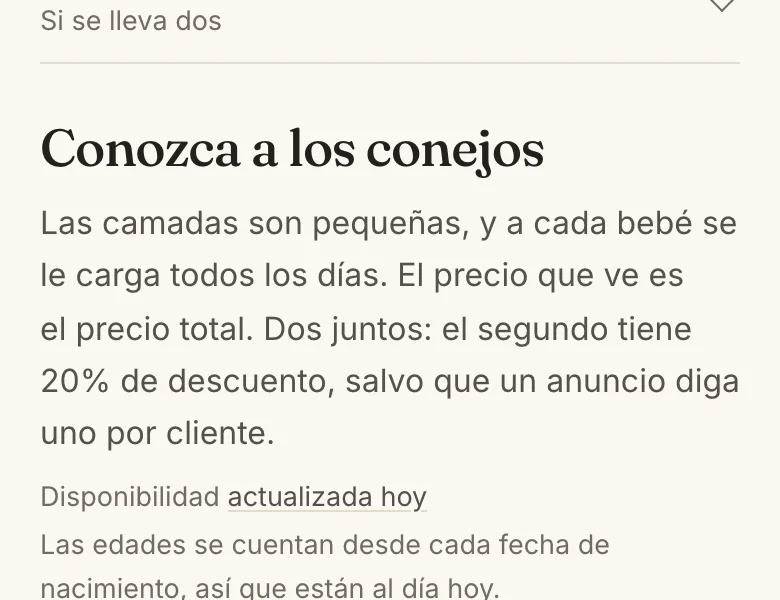 Si se lleva dos
Conozca a los conejos
Las camadas son pequeñas, y a cada bebé se
le carga todos los días. El precio que ve es
el precio total. Dos juntos: el segundo tiene
20% de descuento, salvo que un anuncio diga
uno por cliente.
Disponibilidad actualizada hoy
Las edades se cuentan desde cada fecha de
nacimiento, así que están al día hoy.